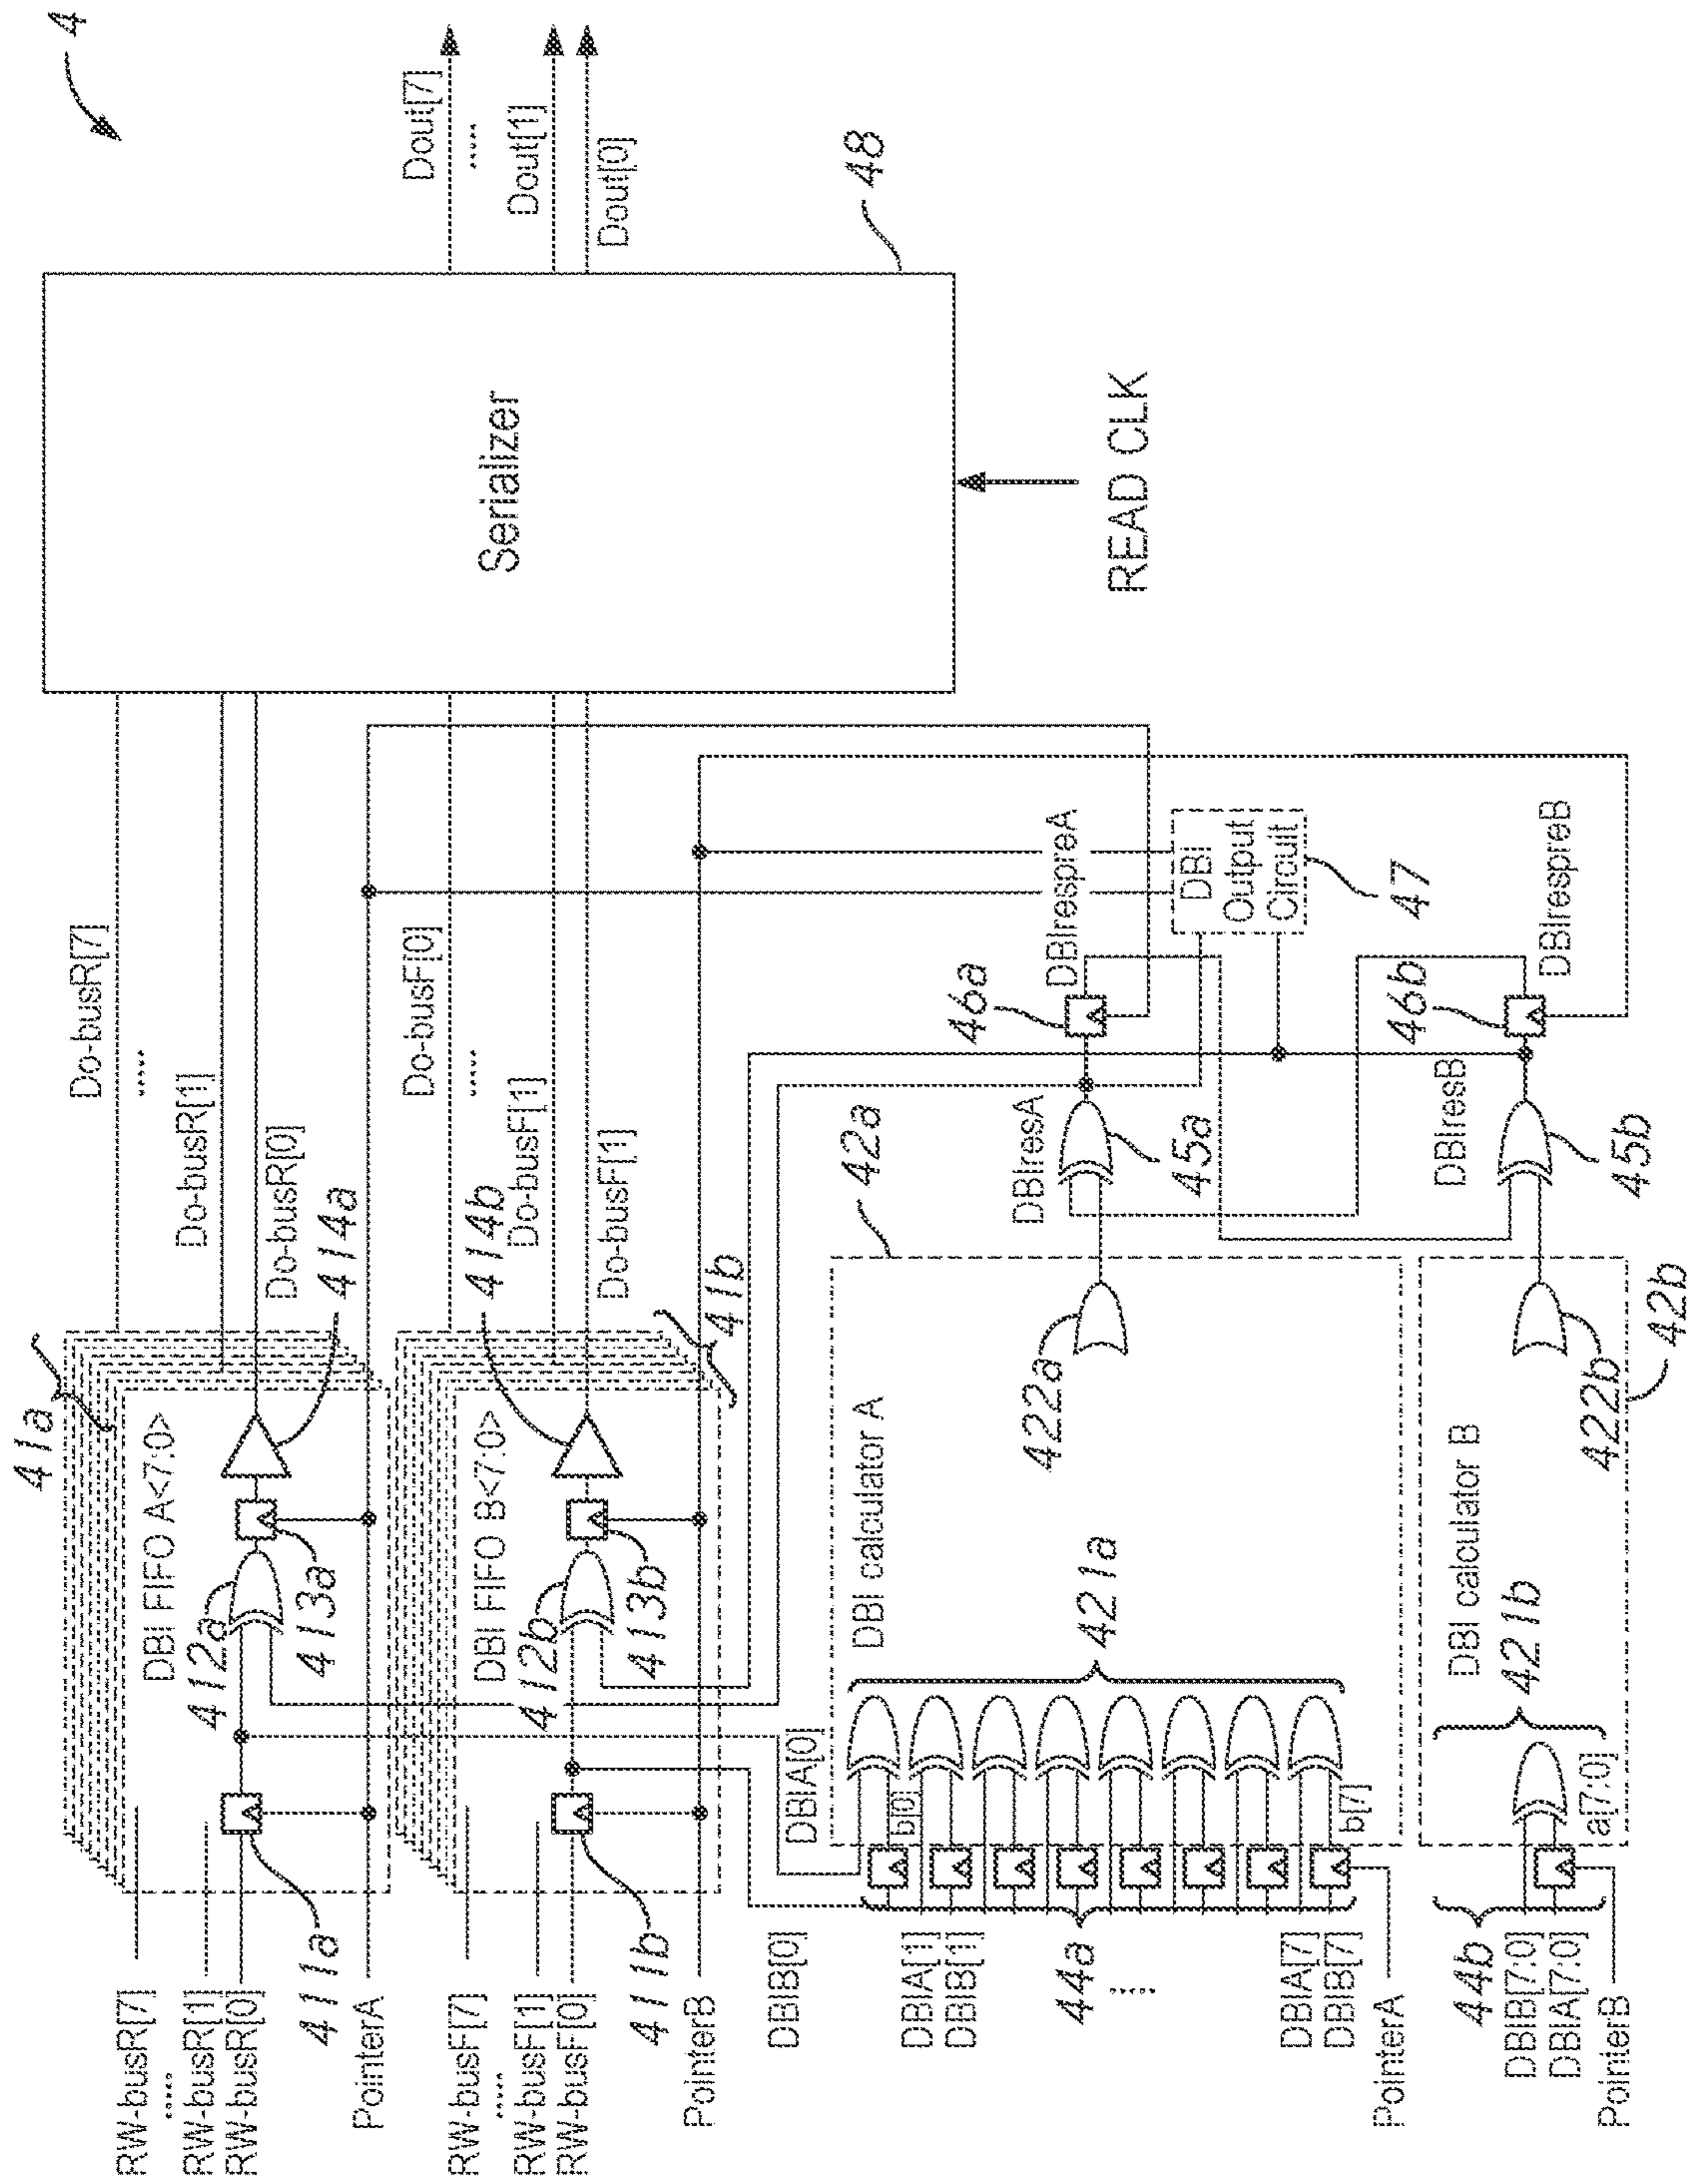 4
41a
RW-busR[7]
.....
RW-busR[1]
RW-busR[0]
411a
PointerA
DBI FIFO A<7:0>
412a
413a
414a
Do-busR[7]
.....
Do-busR[1]
Do-busR[0]
RW-busF[7]
.....
RW-busF[1]
RW-busF[0]
411b
PointerB
DBI FIFO B<7:0>
412b
413b
414b
41b
Do-busF[0]
.....
Do-busF[1]
Do-busF[1]
Serializer
48
READ CLK
Dout[7]
.....
Dout[1]
Dout[0]
DBIB[0]
DBIA[0]
DBIA[1]
DBIB[1]
44a
.....
DBIA[7]
DBIB[7]
PointerA
b[0]
b[7]
DBI calculator A
421a
422a
42a
DBIresA
45a
46a
DBIrespreA
DBI
Output
Circuit
47
44b
DBIB[7:0]
DBIA[7:0]
PointerB
a[7:0]
DBI calculator B
421b
422b
42b
DBIresB
45b
46b
DBIrespreB